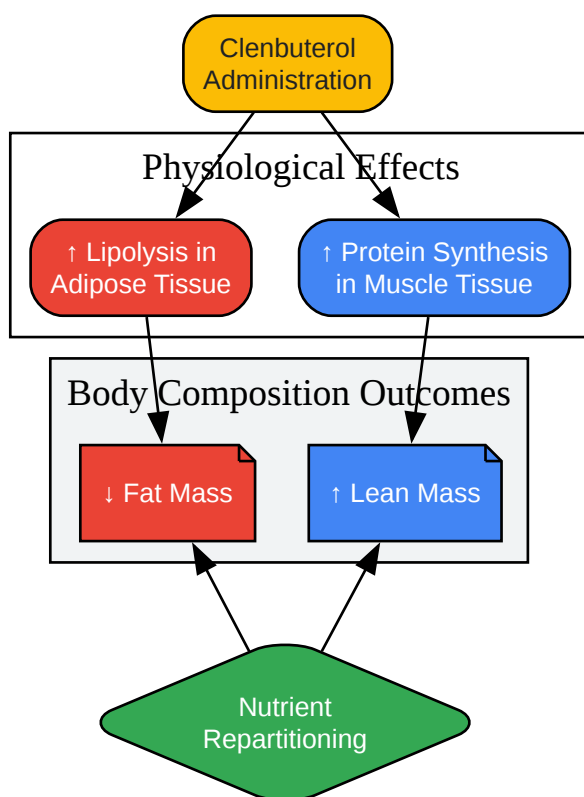 Clenbuterol
Administration
Physiological Effects
↑ Lipolysis in
Adipose Tissue
↑ Protein Synthesis
in Muscle Tissue
Body Composition Outcomes
↓ Fat Mass
↑ Lean Mass
Nutrient
Repartitioning